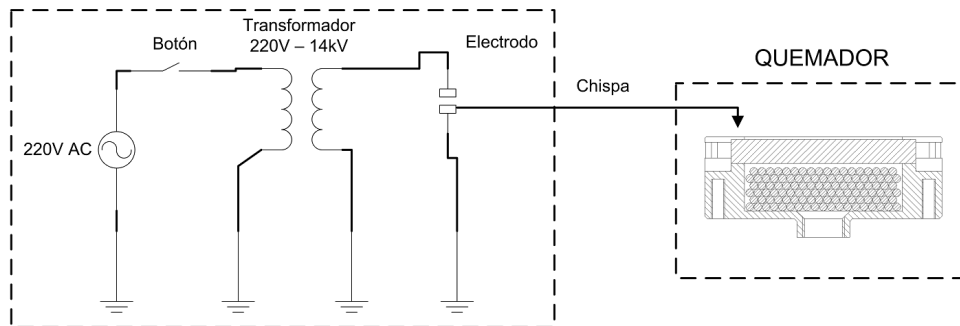 Transformador
220V – 14kV
Botón
Electrodo
QUEMADOR
Chispa
220V AC